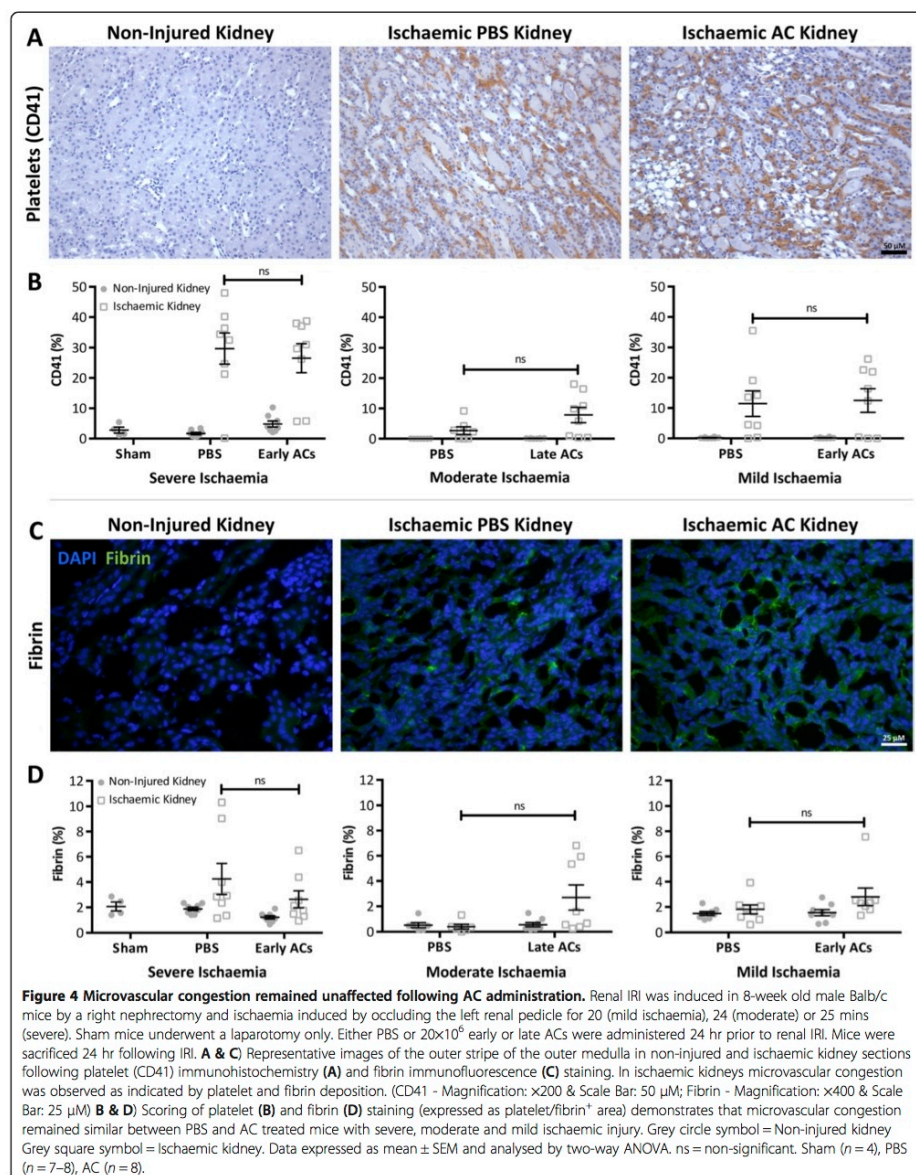 A
Non-Injured Kidney
Ischaemic PBS Kidney
Ischaemic AC Kidney
Platelets (CD41)
50 µM
B
50
40
30
20
10
0
CD41 (%)
Non-Injured Kidney
Ischaemic Kidney
ns
Sham
PBS
Early ACs
Severe Ischaemia
50
40
30
20
10
0
CD41 (%)
ns
PBS
Late ACs
Moderate Ischaemia
50
40
30
20
10
0
CD41 (%)
ns
PBS
Early ACs
Mild Ischaemia
C
Non-Injured Kidney
Ischaemic PBS Kidney
Ischaemic AC Kidney
Fibrin
DAPI Fibrin
25 µM
D
12
10
8
6
4
2
0
Fibrin (%)
Non-Injured Kidney
Ischaemic Kidney
ns
Sham
PBS
Early ACs
Severe Ischaemia
12
10
8
6
4
2
0
Fibrin (%)
ns
PBS
Late ACs
Moderate Ischaemia
12
10
8
6
4
2
0
Fibrin (%)
ns
PBS
Early ACs
Mild Ischaemia
Figure 4 Microvascular congestion remained unaffected following AC administration. Renal IRI was induced in 8-week old male Balb/c
mice by a right nephrectomy and ischaemia induced by occluding the left renal pedicle for 20 (mild ischaemia), 24 (moderate) or 25 mins
(severe). Sham mice underwent a laparotomy only. Either PBS or 20×10⁶ early or late ACs were administered 24 hr prior to renal IRI. Mice were
sacrificed 24 hr following IRI. A & C) Representative images of the outer stripe of the outer medulla in non-injured and ischaemic kidney sections
following platelet (CD41) immunohistochemistry (A) and fibrin immunofluorescence (C) staining. In ischaemic kidneys microvascular congestion
was observed as indicated by platelet and fibrin deposition. (CD41 - Magnification: ×200 & Scale Bar: 50 µM; Fibrin - Magnification: ×400 & Scale
Bar: 25 µM) B & D) Scoring of platelet (B) and fibrin (D) staining (expressed as platelet/fibrin⁺ area) demonstrates that microvascular congestion
remained similar between PBS and AC treated mice with severe, moderate and mild ischaemic injury. Grey circle symbol = Non-injured kidney
Grey square symbol = Ischaemic kidney. Data expressed as mean ± SEM and analysed by two-way ANOVA. ns = non-significant. Sham (n = 4), PBS
(n = 7–8), AC (n = 8).